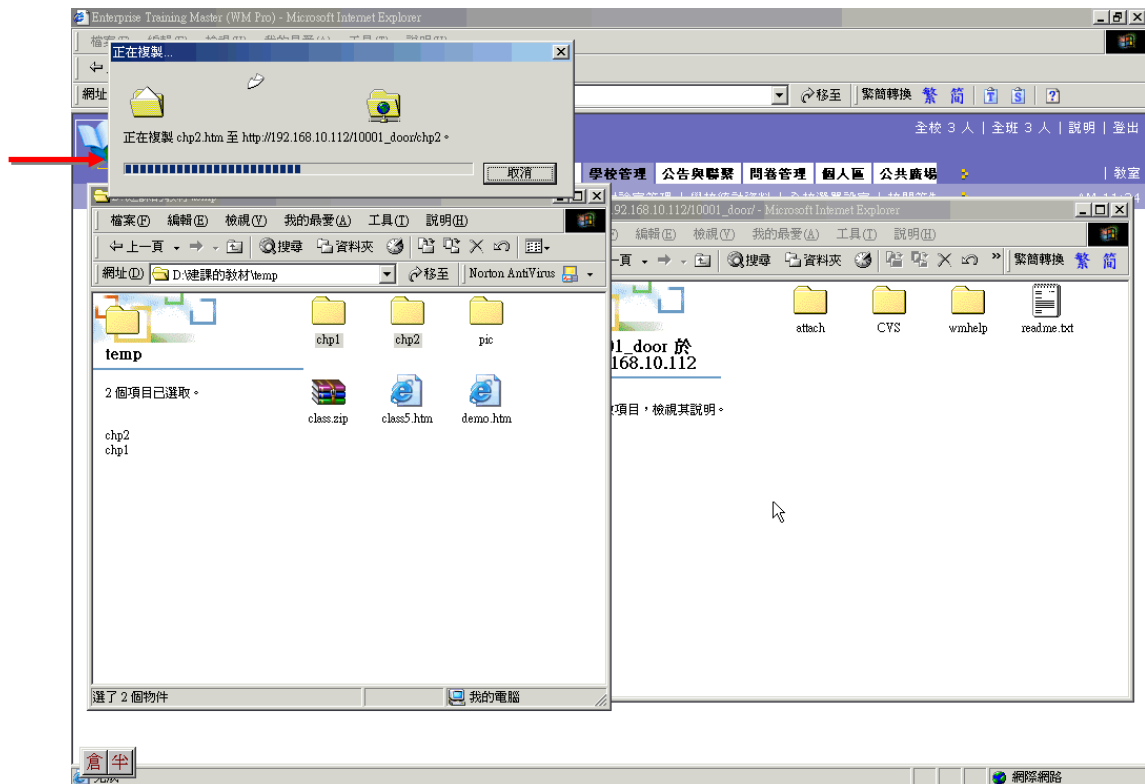 Enterprise Training Master (WM Pro) - Microsoft Internet Explorer
正在複製...
網址
移至 繁簡轉換 繁 简
正在複製 chp2.htm 至 http://192.168.10.112/10001_door/chp2。
取消
全校 3 人 | 全班 3 人 | 說明 | 登出
學校管理 公告與聯繫 問卷管理 個人區 公共廣場 | 教室
檔案(F) 編輯(E) 檢視(V) 我的最愛(A) 工具(T) 說明(H)
上一頁 搜尋 資料夾
網址(D) D:\建課的教材\temp 移至 Norton AntiVirus
temp
2 個項目已選取。
chp2
chp1
chp1 chp2 pic
class.zip class5.htm demo.htm
選了 2 個物件 我的電腦
92.168.10.112/10001_door/ - Microsoft Internet Explorer
編輯(E) 檢視(V) 我的最愛(A) 工具(T) 說明(H)
一頁 搜尋 資料夾 » 繁簡轉換 繁 简
attach CVS wmhelp readme.txt
01_door 於
168.10.112
項目，檢視其說明。
倉 半
網際網路